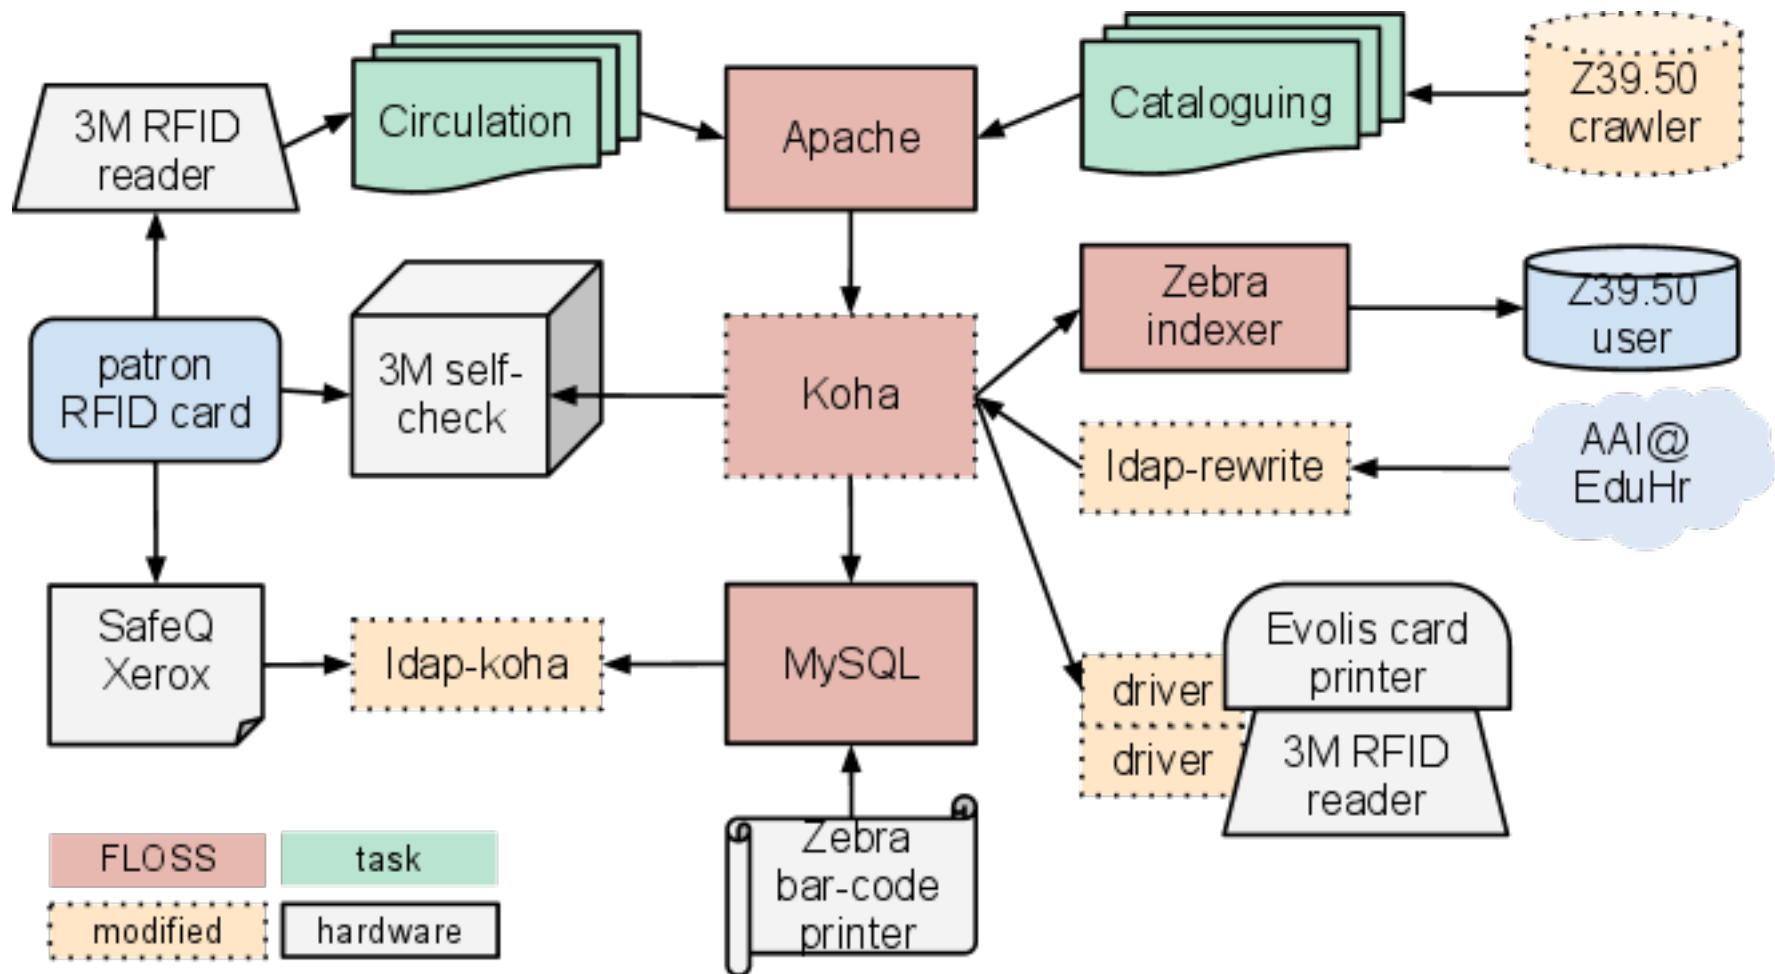 3M RFID
reader
Circulation
Apache
Cataloguing
Z39.50
crawler
patron
RFID card
3M self-
check
Koha
Zebra
indexer
Z39.50
user
ldap-rewrite
AAI@
EduHr
SafeQ
Xerox
ldap-koha
MySQL
driver
driver
Evolis card
printer
3M RFID
reader
Zebra
bar-code
printer
FLOSS
task
modified
hardware